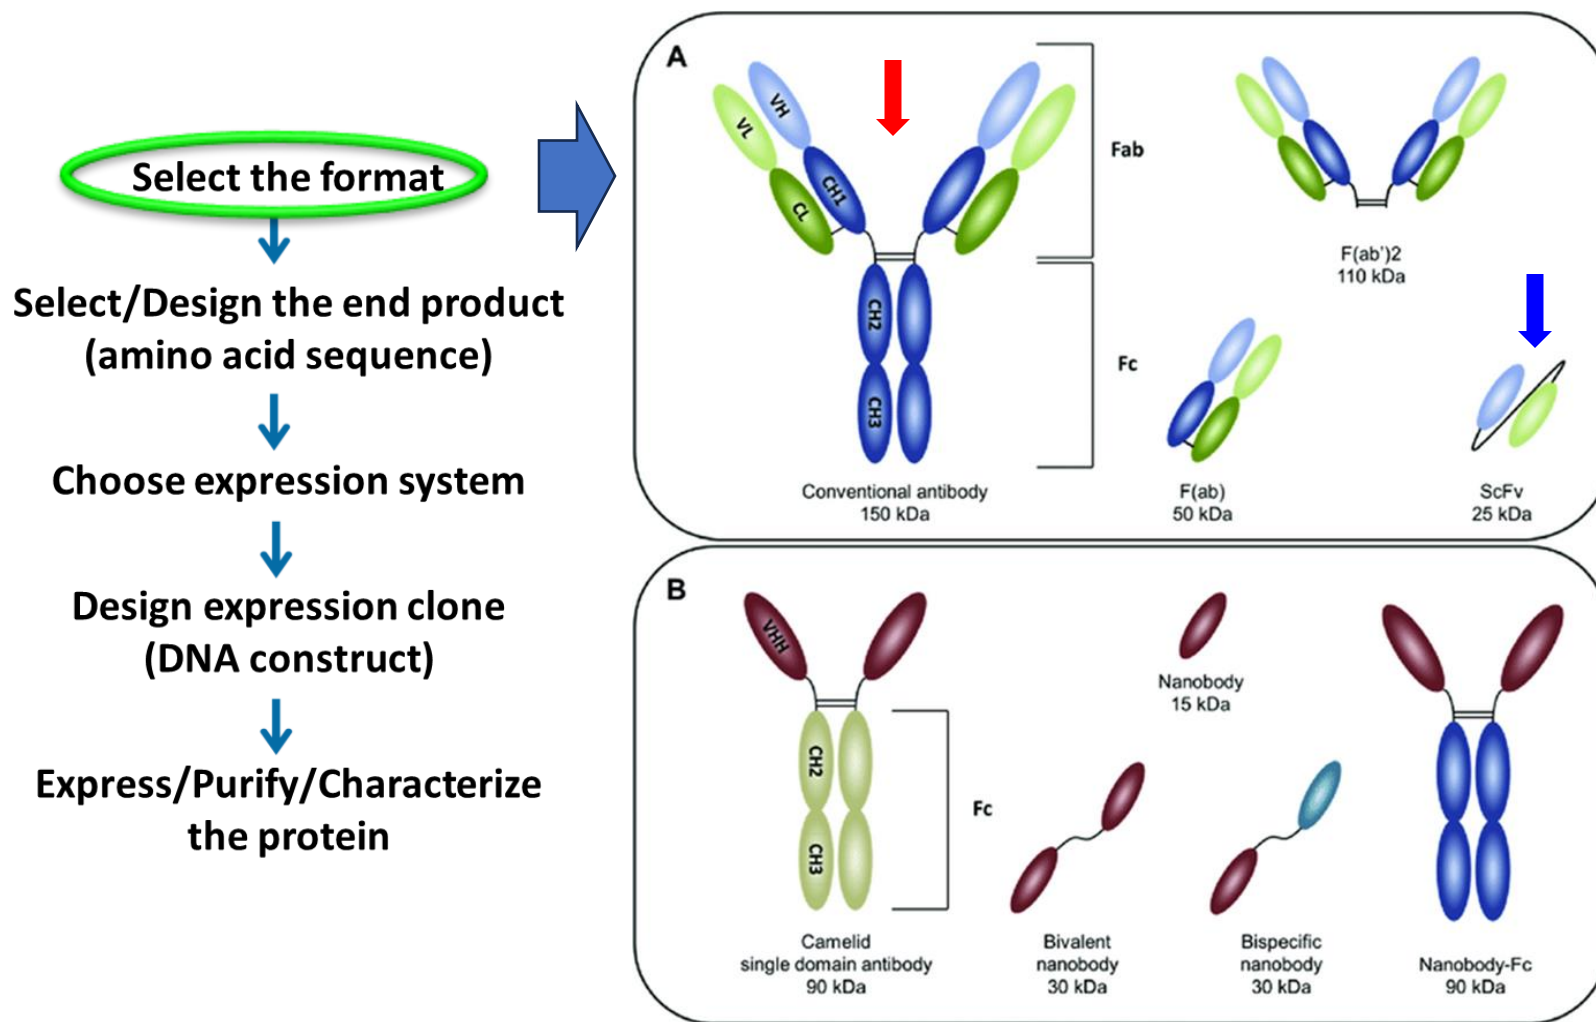 Select the format
Select/Design the end product
(amino acid sequence)
Choose expression system
Design expression clone
(DNA construct)
Express/Purify/Characterize
the protein
A
VH
VL
CH1
CL
CH2
CH3
Fab
Fc
Conventional antibody
150 kDa
F(ab')2
110 kDa
F(ab)
50 kDa
ScFv
25 kDa
B
VHH
CH2
CH3
Fc
Camelid
single domain antibody
90 kDa
Nanobody
15 kDa
Bivalent
nanobody
30 kDa
Bispecific
nanobody
30 kDa
Nanobody-Fc
90 kDa